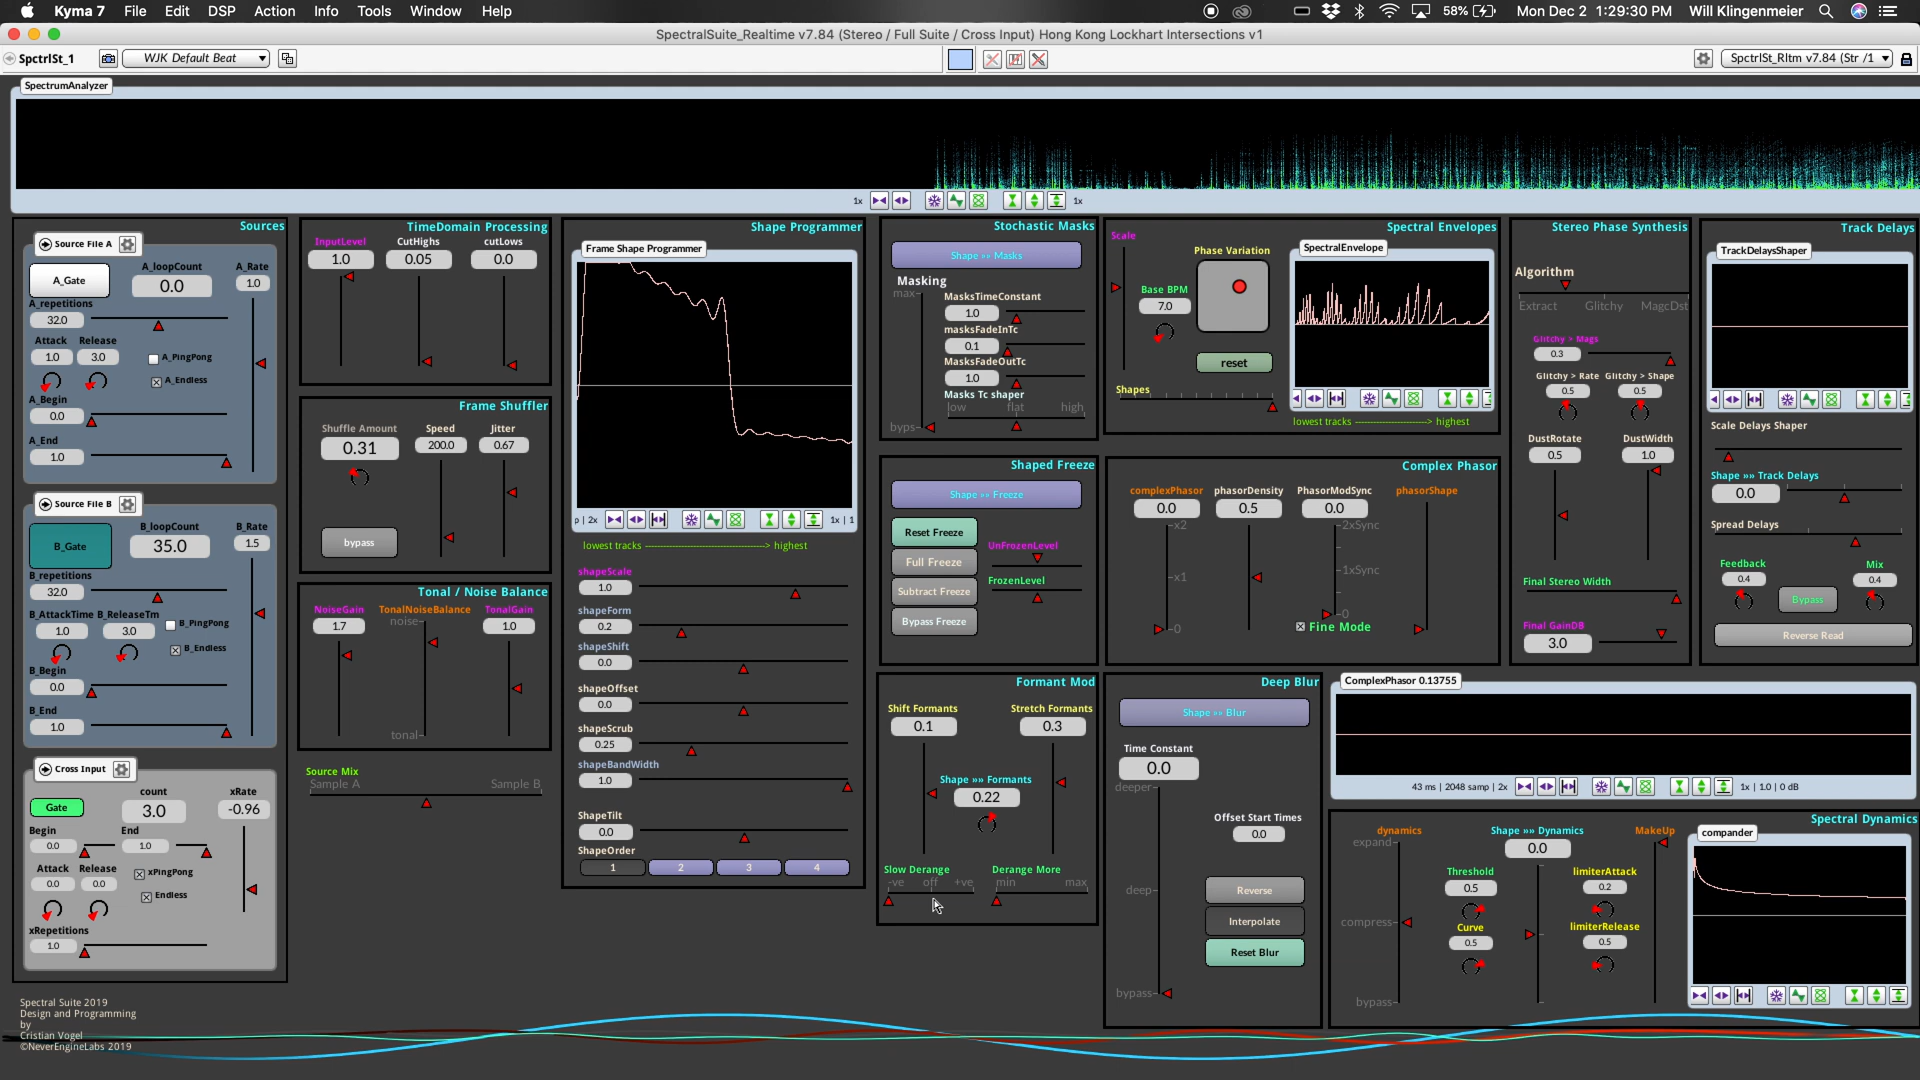 Kyma 7 File Edit DSP Action Info Tools Window Help 58% Mon Dec 2 1:29:30 PM Will Klingenmeier
SpectralSuite_Realtime v7.84 (Stereo / Full Suite / Cross Input) Hong Kong Lockhart Intersections v1
SpctrlSt_1 WJK Default Beat SpctrlSt_Rltm v7.84 (Str /1
SpectrumAnalyzer
1x 1x
Sources
Source File A
A_Gate
A_loopCount
0.0
A_Rate
1.0
A_repetitions
32.0
Attack Release
1.0 3.0
A_PingPong
A_Endless
A_Begin
0.0
A_End
1.0
Source File B
B_Gate
B_loopCount
35.0
B_Rate
1.5
B_repetitions
32.0
B_AttackTime B_ReleaseTm
1.0 3.0
B_PingPong
B_Endless
B_Begin
0.0
B_End
1.0
Cross Input
Gate
count
3.0
xRate
-0.96
Begin End
0.0 1.0
Attack Release
0.0 0.0
xPingPong
Endless
xRepetitions
1.0
Spectral Suite 2019
Design and Programming
by
Cristian Vogel
©NeverEngineLabs 2019
TimeDomain Processing
InputLevel CutHighs cutLows
1.0 0.05 0.0
Frame Shuffler
Shuffle Amount Speed Jitter
0.31 200.0 0.67
bypass
Tonal / Noise Balance
NoiseGain TonalNoiseBalance TonalGain
1.7 noise 1.0
tonal
Source Mix
Sample A Sample B
Shape Programmer
Frame Shape Programmer
p | 2x 1x | 1
lowest tracks ---> highest
shapeScale
1.0
shapeForm
0.2
shapeShift
0.0
shapeOffset
0.0
shapeScrub
0.25
shapeBandWidth
1.0
ShapeTilt
0.0
ShapeOrder
1 2 3 4
Stochastic Masks
Shape »» Masks
Masking
max
MasksTimeConstant
1.0
masksFadeInTc
0.1
MasksFadeOutTc
1.0
Masks Tc shaper
low flat high
byps
Shaped Freeze
Shape »» Freeze
Reset Freeze
Full Freeze
Subtract Freeze
Bypass Freeze
UnFrozenLevel
FrozenLevel
Formant Mod
Shift Formants Stretch Formants
0.1 0.3
Shape »» Formants
0.22
Slow Derange Derange More
-ve off +ve min max
Spectral Envelopes
Scale
Phase Variation
Base BPM
7.0
reset
Shapes
SpectralEnvelope
lowest tracks ---> highest
Complex Phasor
complexPhasor phasorDensity PhasorModSync phasorShape
0.0 0.5 0.0
x2 2xSync
x1 1xSync
0 0
Fine Mode
Deep Blur
Shape »» Blur
Time Constant
0.0
deeper
deep
bypass
Offset Start Times
0.0
Reverse
Interpolate
Reset Blur
Stereo Phase Synthesis
Algorithm
Extract Glitchy MagcDst
Glitchy > Mags
0.3
Glitchy > Rate Glitchy > Shape
0.5 0.5
DustRotate DustWidth
0.5 1.0
Final Stereo Width
Final GainDB
3.0
Track Delays
TrackDelaysShaper
Scale Delays Shaper
Shape »» Track Delays
0.0
Spread Delays
Feedback Mix
0.4 Bypass 0.4
Reverse Read
ComplexPhasor 0.13755
43 ms | 2048 samp | 2x 1x | 1.0 | 0 dB
Spectral Dynamics
dynamics Shape »» Dynamics MakeUp
expand 0.0
compress
bypass
Threshold limiterAttack
0.5 0.2
Curve limiterRelease
0.5 0.5
compander